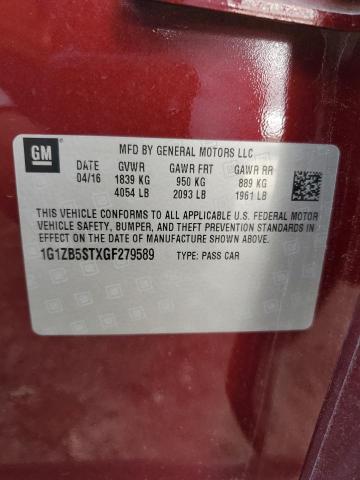 GM
MFD BY GENERAL MOTORS LLC
DATE GVWR GAWR FRT GAWR RR
04/16 1839 KG 950 KG 889 KG
4054 LB 2093 LB 1961 LB
THIS VEHICLE CONFORMS TO ALL APPLICABLE U.S. FEDERAL MOTOR
VEHICLE SAFETY, BUMPER, AND THEFT PREVENTION STANDARDS
IN EFFECT ON THE DATE OF MANUFACTURE SHOWN ABOVE.
1G1ZB5STXGF279589 TYPE: PASS CAR